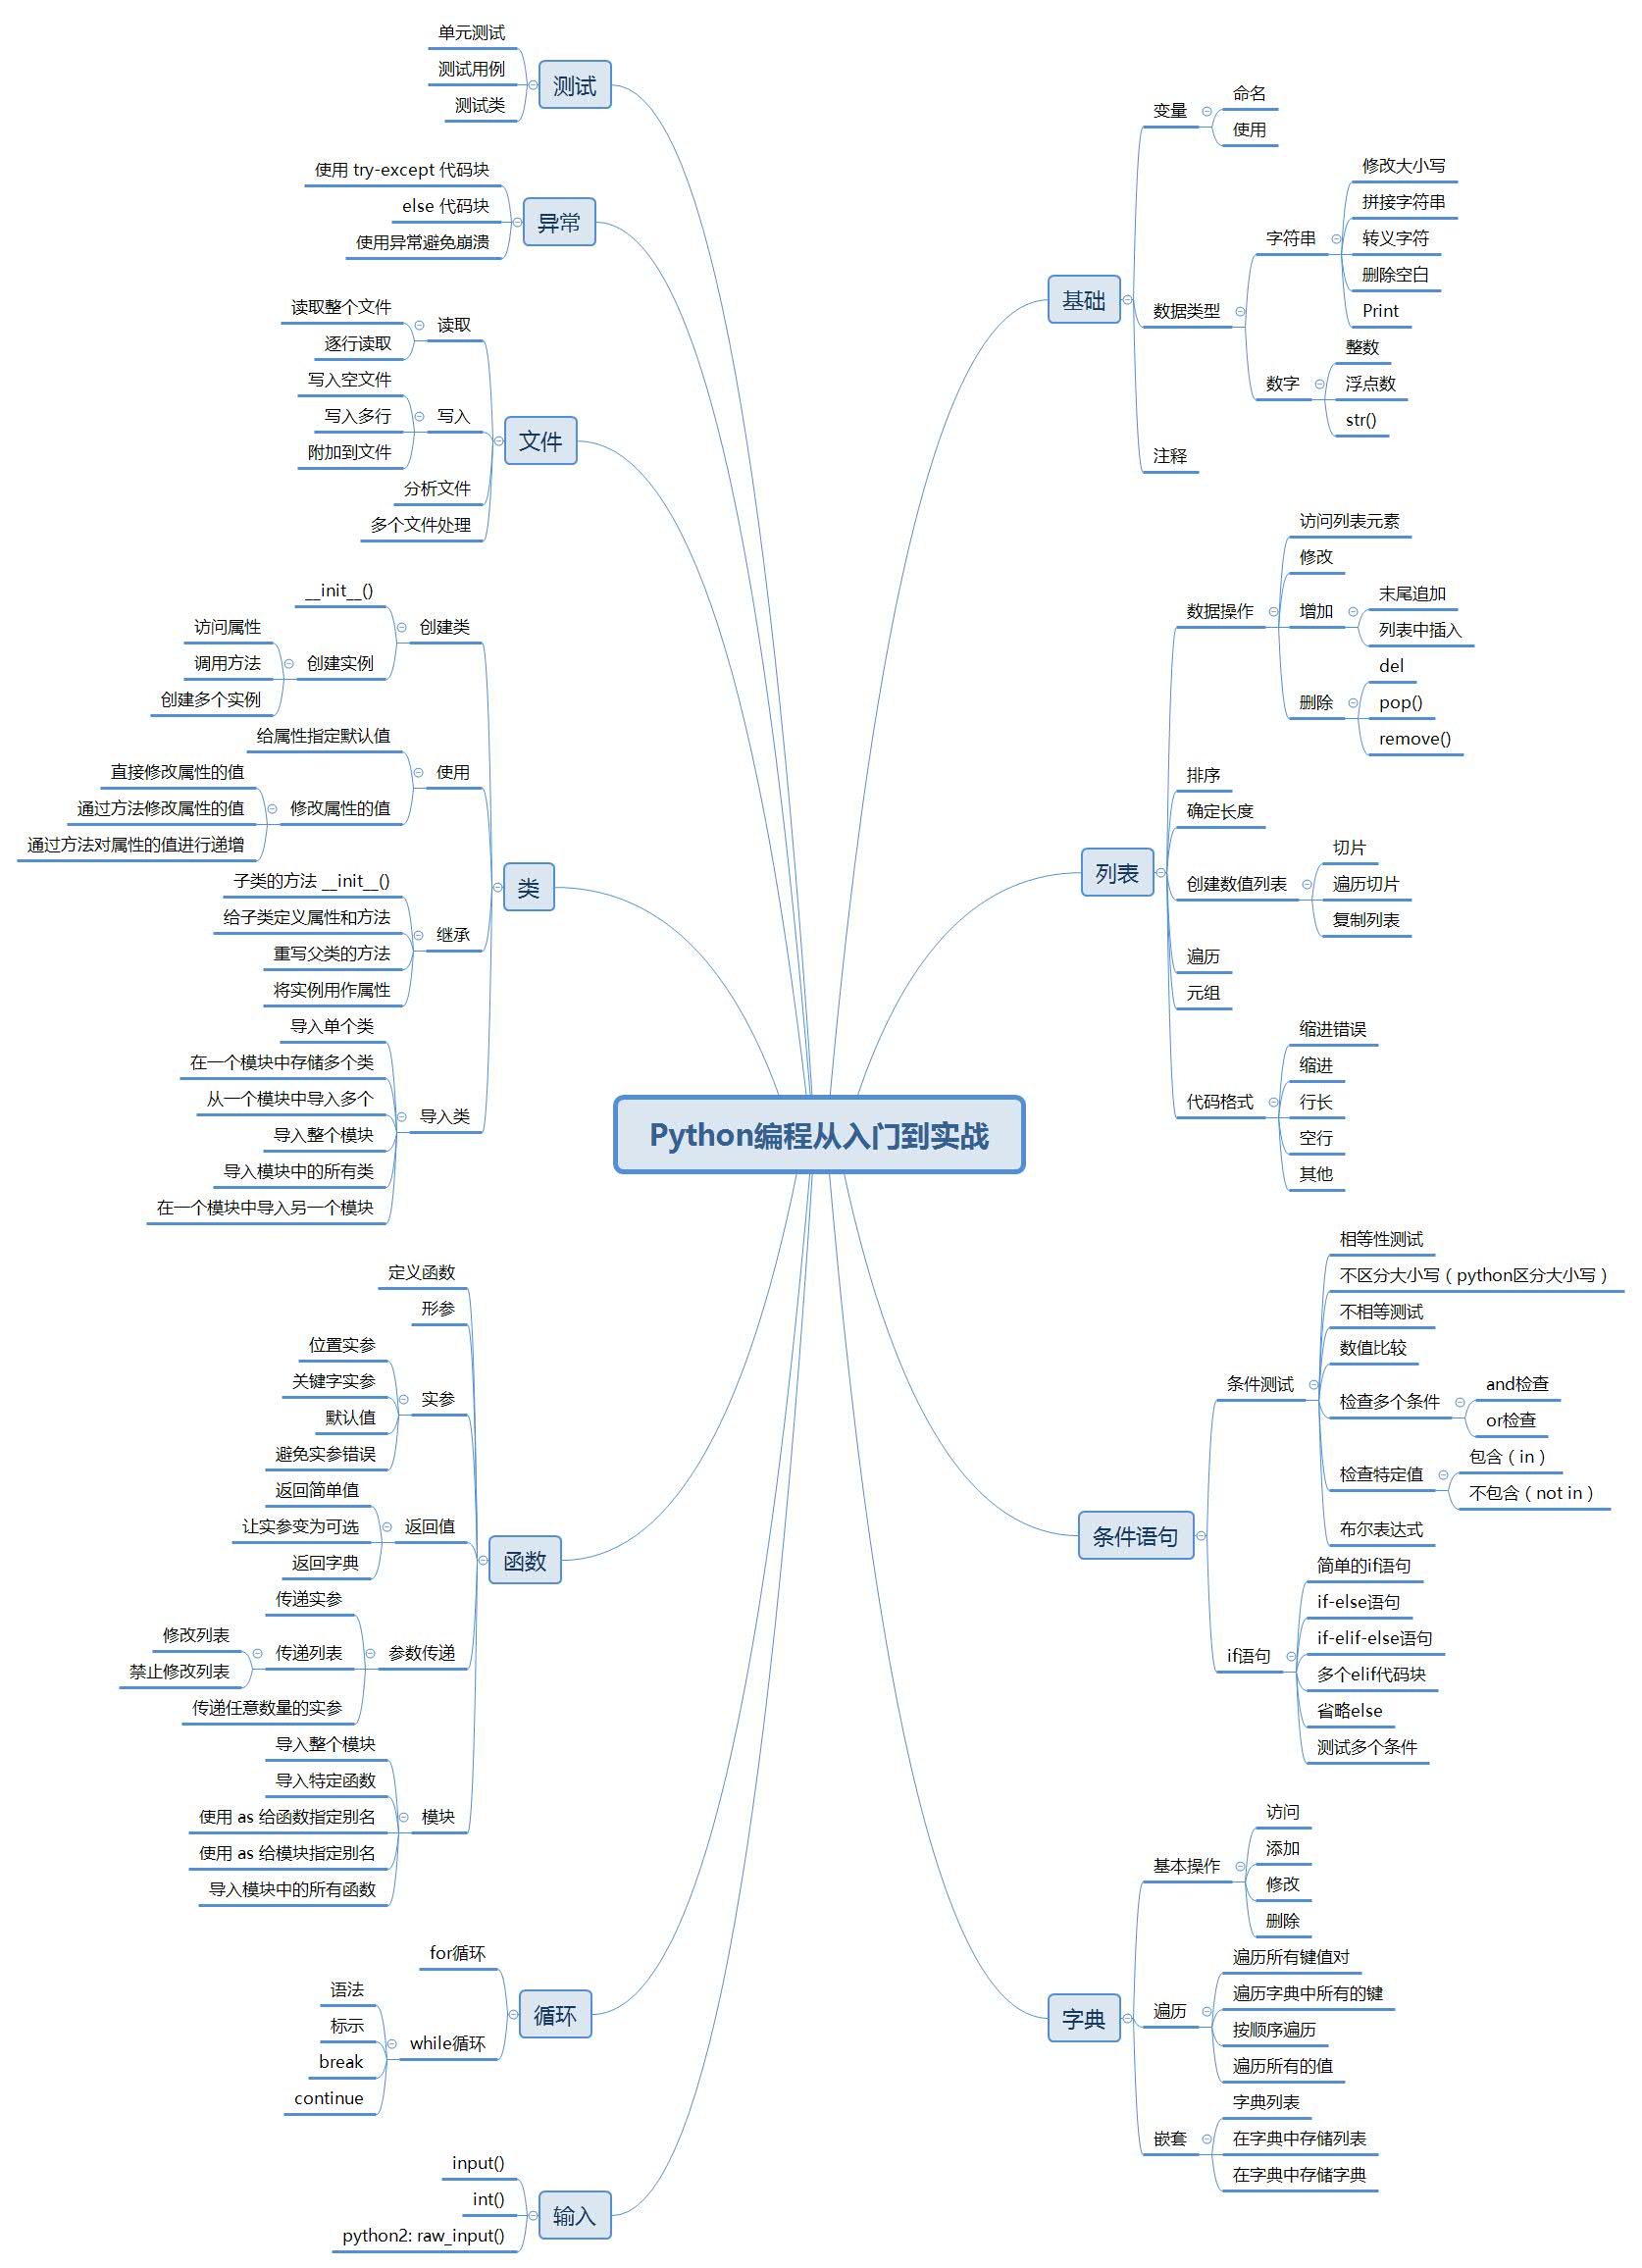 Python编程从入门到实战
基础
变量
命名
使用
数据类型
字符串
修改大小写
拼接字符串
转义字符
删除空白
Print
数字
整数
浮点数
str()
注释
列表
数据操作
访问列表元素
修改
增加
末尾追加
列表中插入
删除
del
pop()
remove()
排序
确定长度
创建数值列表
切片
遍历切片
复制列表
遍历
元组
代码格式
缩进错误
缩进
行长
空行
其他
条件语句
条件测试
相等性测试
不区分大小写（python区分大小写）
不相等测试
数值比较
检查多个条件
and检查
or检查
检查特定值
包含（in）
不包含（not in）
布尔表达式
if语句
简单的if语句
if-else语句
if-elif-else语句
多个elif代码块
省略else
测试多个条件
字典
基本操作
访问
添加
修改
删除
遍历
遍历所有键值对
遍历字典中所有的键
按顺序遍历
遍历所有的值
嵌套
字典列表
在字典中存储列表
在字典中存储字典
测试
单元测试
测试用例
测试类
异常
使用 try-except 代码块
else 代码块
使用异常避免崩溃
文件
读取
读取整个文件
逐行读取
写入
写入空文件
写入多行
附加到文件
分析文件
多个文件处理
类
创建类
__init__()
创建实例
访问属性
调用方法
创建多个实例
使用
给属性指定默认值
修改属性的值
直接修改属性的值
通过方法修改属性的值
通过方法对属性的值进行递增
继承
子类的方法 __init__()
给子类定义属性和方法
重写父类的方法
将实例用作属性
导入类
导入单个类
在一个模块中存储多个类
从一个模块中导入多个
导入整个模块
导入模块中的所有类
在一个模块中导入另一个模块
函数
定义函数
形参
实参
位置实参
关键字实参
默认值
避免实参错误
返回值
返回简单值
让实参变为可选
返回字典
参数传递
传递实参
传递列表
修改列表
禁止修改列表
传递任意数量的实参
模块
导入整个模块
导入特定函数
使用 as 给函数指定别名
使用 as 给模块指定别名
导入模块中的所有函数
循环
for循环
while循环
语法
标示
break
continue
输入
input()
int()
python2: raw_input()